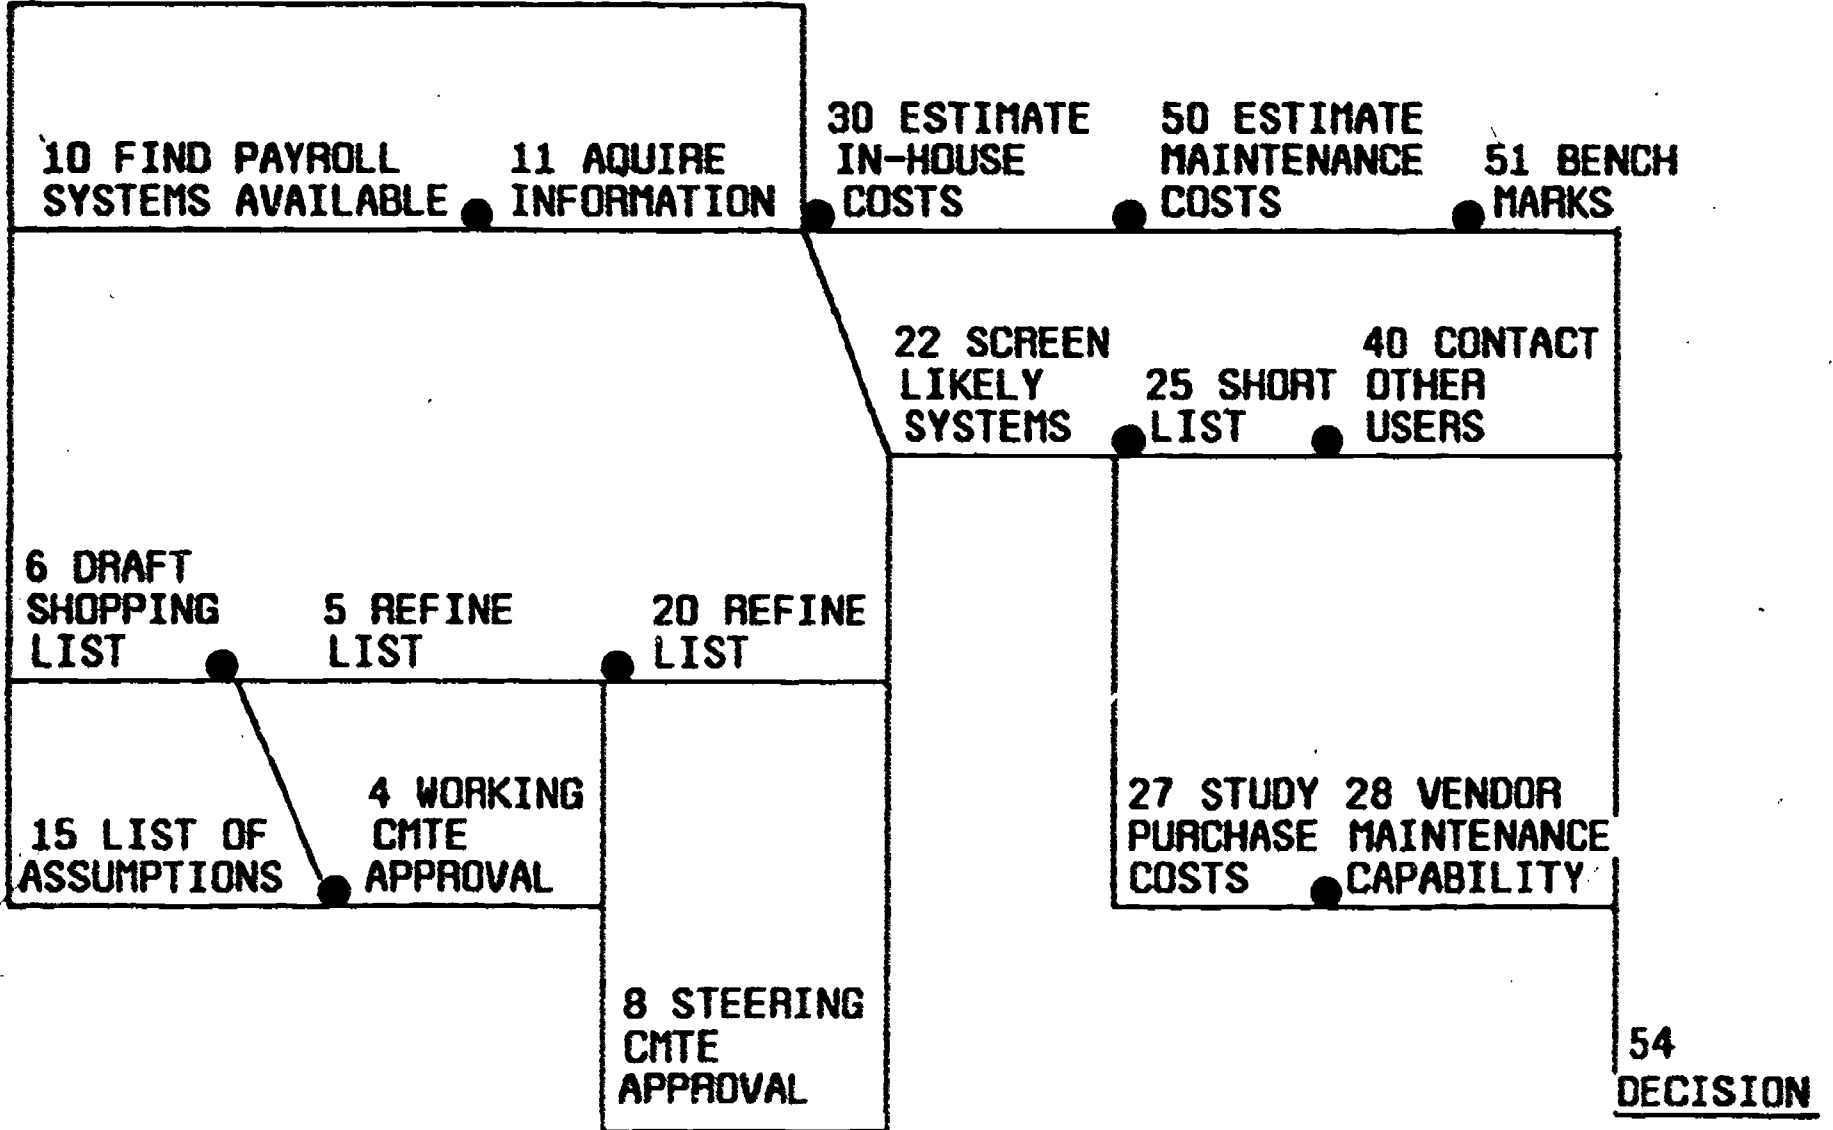 10 FIND PAYROLL
SYSTEMS AVAILABLE
11 AQUIRE
INFORMATION
30 ESTIMATE
IN-HOUSE
COSTS
50 ESTIMATE
MAINTENANCE
COSTS
51 BENCH
MARKS
22 SCREEN
LIKELY
SYSTEMS
25 SHORT
LIST
40 CONTACT
OTHER
USERS
6 DRAFT
SHOPPING
LIST
5 REFINE
LIST
20 REFINE
LIST
15 LIST OF
ASSUMPTIONS
4 WORKING
CMTE
APPROVAL
27 STUDY
PURCHASE
COSTS
28 VENDOR
MAINTENANCE
CAPABILITY
8 STEERING
CMTE
APPROVAL
54
DECISION